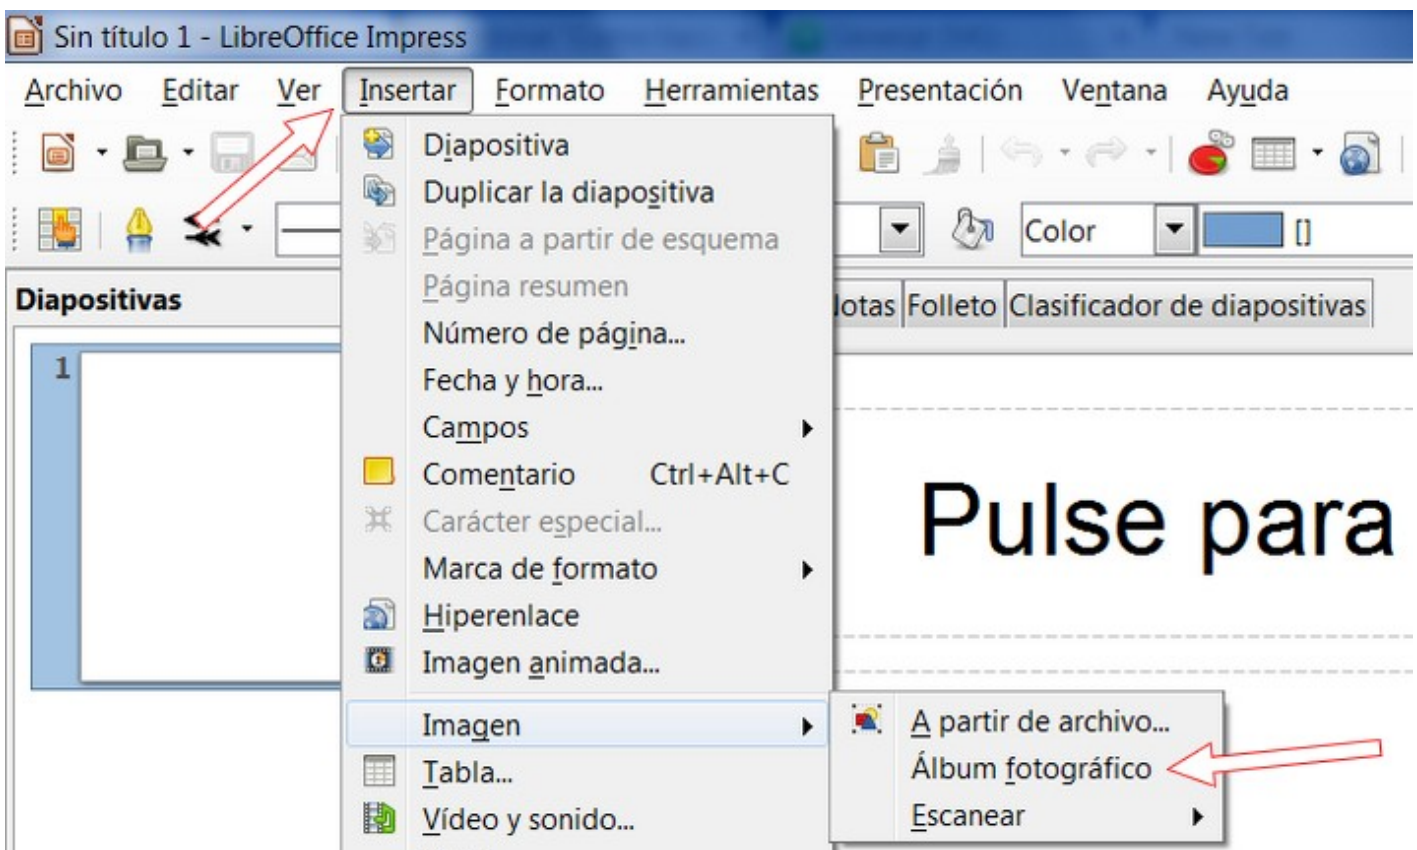 Sin título 1 - LibreOffice Impress
Archivo Editar Ver Insertar Formato Herramientas Presentación Ventana Ayuda
Diapositiva
Duplicar la diapositiva
Página a partir de esquema
Color []
Página resumen
Diapositivas
otas Folleto Clasificador de diapositivas
Número de página...
1
Fecha y hora...
Campos
Comentario Ctrl+Alt+C
Carácter especial...
Pulse para
Marca de formato
Hiperenlace
Imagen animada...
Imagen
A partir de archivo...
Tabla...
Álbum fotográfico
Vídeo y sonido...
Escanear